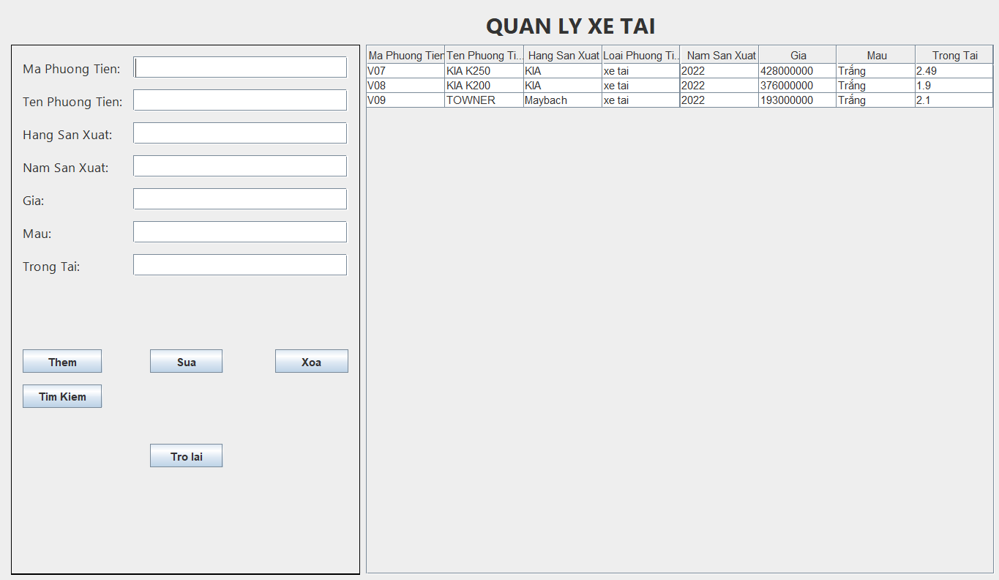 QUAN LY XE TAI
Ma Phuong Tien:
Ten Phuong Tien:
Hang San Xuat:
Nam San Xuat:
Gia:
Mau:
Trong Tai:
Them Sua Xoa
Tim Kiem
Tro lai
Ma Phuong Tien Ten Phuong Ti... Hang San Xuat Loai Phuong Ti... Nam San Xuat Gia Mau Trong Tai
V07 KIA K250 KIA xe tai 2022 428000000 Trắng 2.49
V08 KIA K200 KIA xe tai 2022 376000000 Trắng 1.9
V09 TOWNER Maybach xe tai 2022 193000000 Trắng 2.1